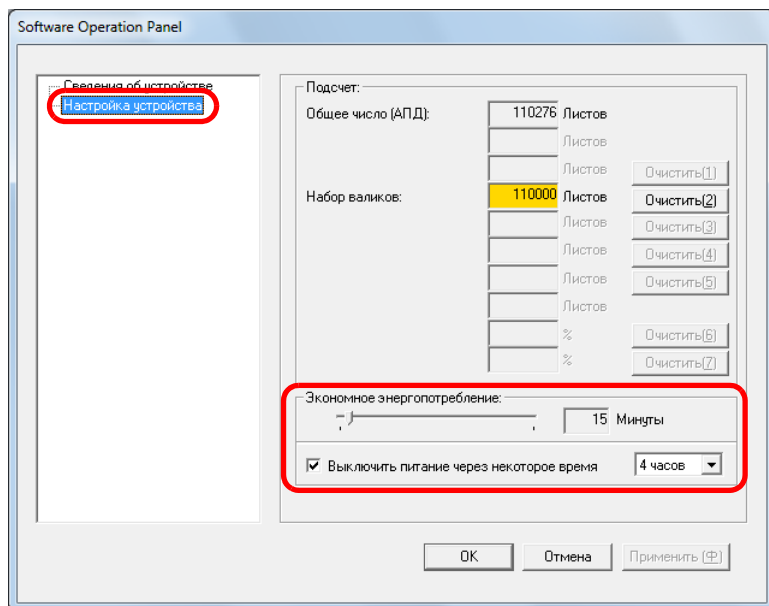 Software Operation Panel
Сведения об устройстве
Настройка устройства
Подсчет:
Общее число (АПД): 110276 Листов
Листов
Листов Очистить(1)
Набор валиков: 110000 Листов Очистить(2)
Листов Очистить(3)
Листов Очистить(4)
Листов Очистить(5)
Листов
% Очистить(6)
% Очистить(7)
Экономное энергопотребление:
15 Минуты
Выключить питание через некоторое время 4 часов
OK Отмена Применить (Ф)